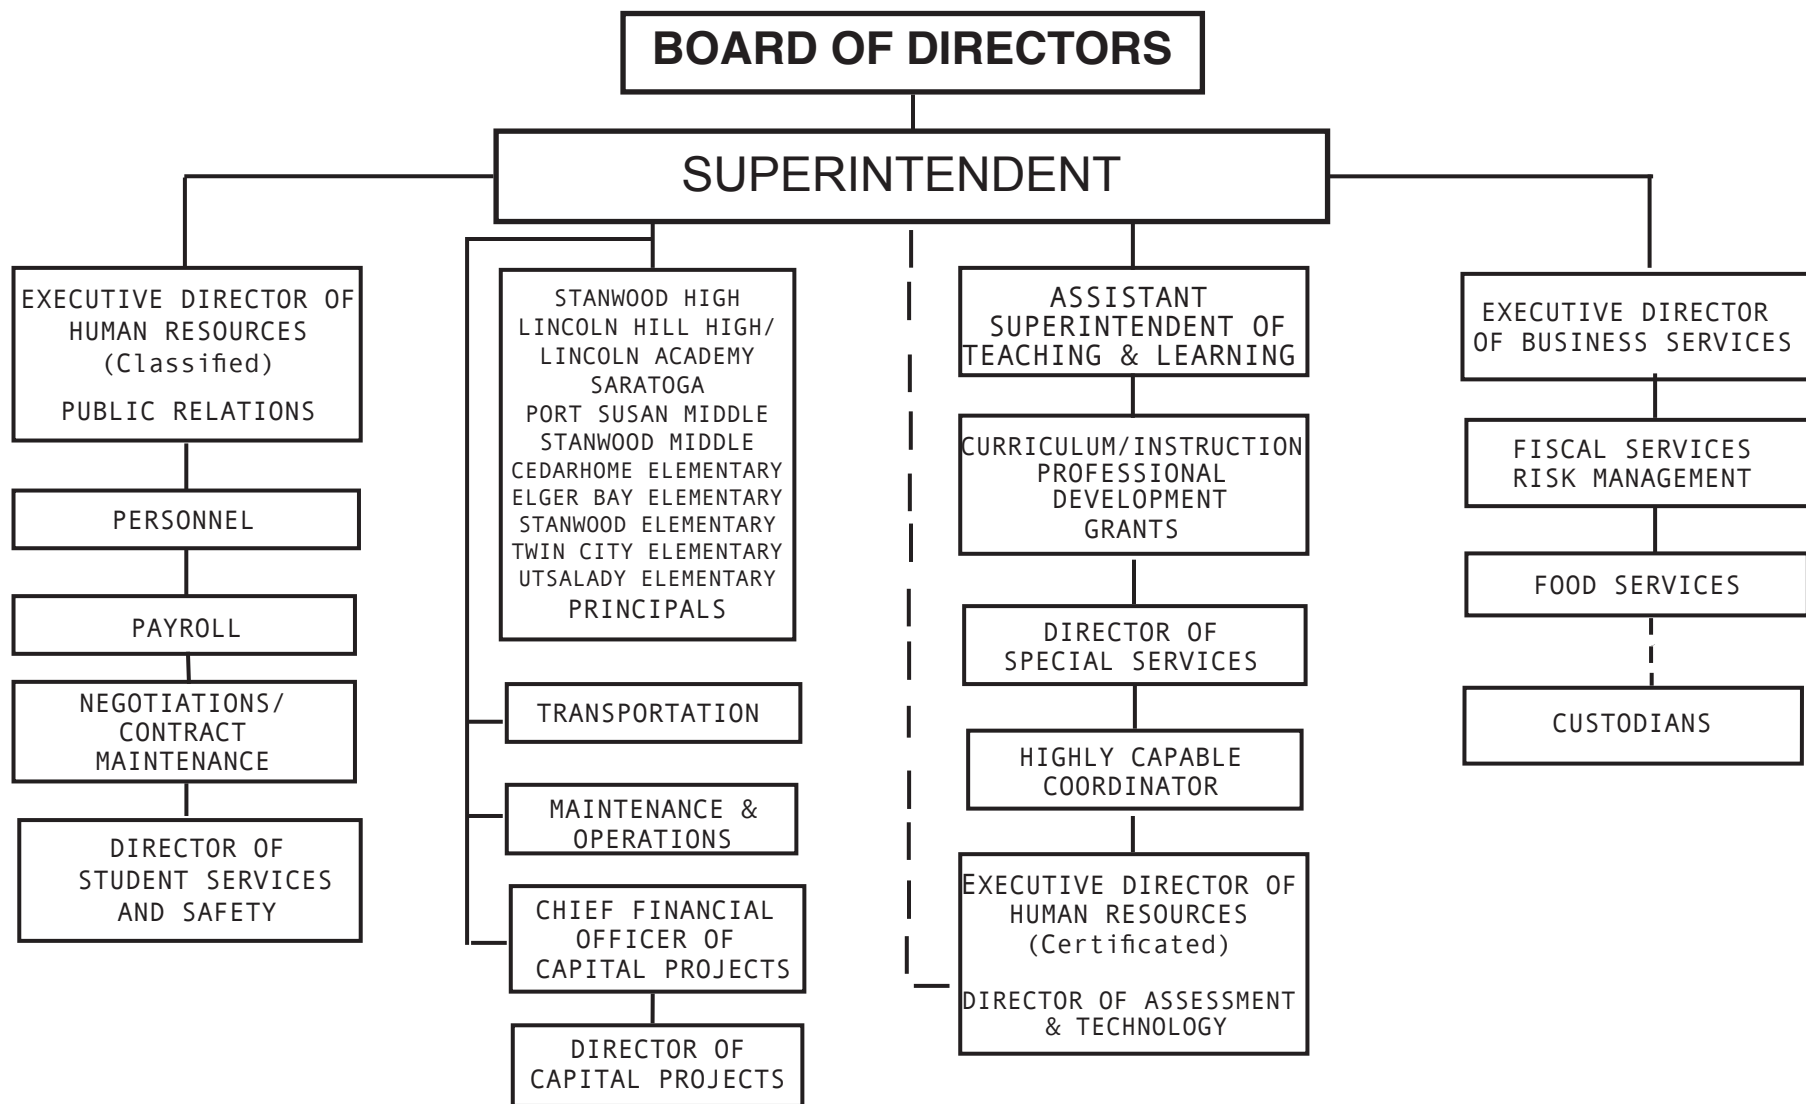 BOARD OF DIRECTORS
SUPERINTENDENT
EXECUTIVE DIRECTOR OF
HUMAN RESOURCES
(Classified)
PUBLIC RELATIONS
PERSONNEL
PAYROLL
NEGOTIATIONS/
CONTRACT
MAINTENANCE
DIRECTOR OF
STUDENT SERVICES
AND SAFETY
STANWOOD HIGH
LINCOLN HILL HIGH/
LINCOLN ACADEMY
SARATOGA
PORT SUSAN MIDDLE
STANWOOD MIDDLE
CEDARHOME ELEMENTARY
ELGER BAY ELEMENTARY
STANWOOD ELEMENTARY
TWIN CITY ELEMENTARY
UTSALADY ELEMENTARY
PRINCIPALS
TRANSPORTATION
MAINTENANCE &
OPERATIONS
CHIEF FINANCIAL
OFFICER OF
CAPITAL PROJECTS
DIRECTOR OF
CAPITAL PROJECTS
ASSISTANT
SUPERINTENDENT OF
TEACHING & LEARNING
CURRICULUM/INSTRUCTION
PROFESSIONAL
DEVELOPMENT
GRANTS
DIRECTOR OF
SPECIAL SERVICES
HIGHLY CAPABLE
COORDINATOR
EXECUTIVE DIRECTOR OF
HUMAN RESOURCES
(Certificated)
DIRECTOR OF ASSESSMENT
& TECHNOLOGY
EXECUTIVE DIRECTOR
OF BUSINESS SERVICES
FISCAL SERVICES
RISK MANAGEMENT
FOOD SERVICES
CUSTODIANS